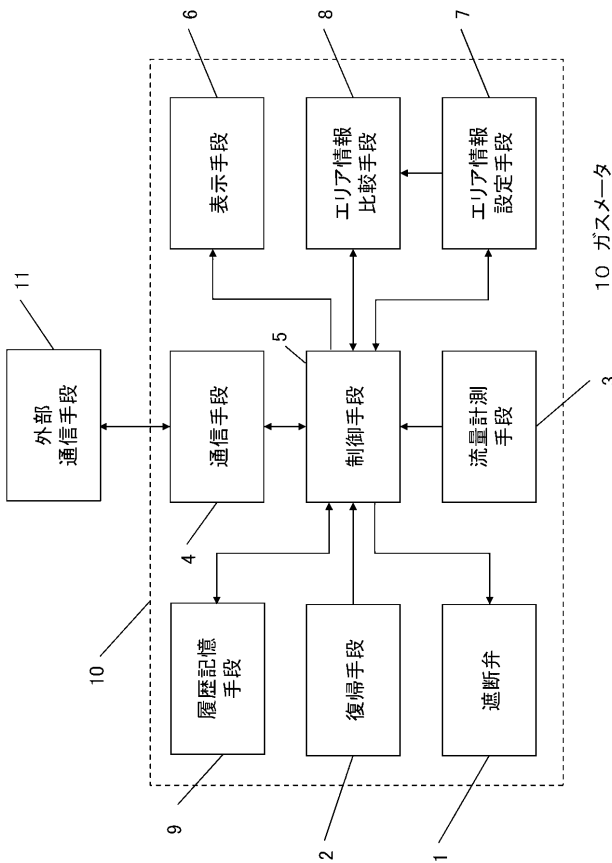 11
外部
通信手段
10
9
履歴記憶
手段
4
通信手段
6
表示手段
2
復帰手段
5
制御手段
8
エリア情報
比較手段
1
遮断弁
3
流量計測
手段
7
エリア情報
設定手段
10 ガスメータ